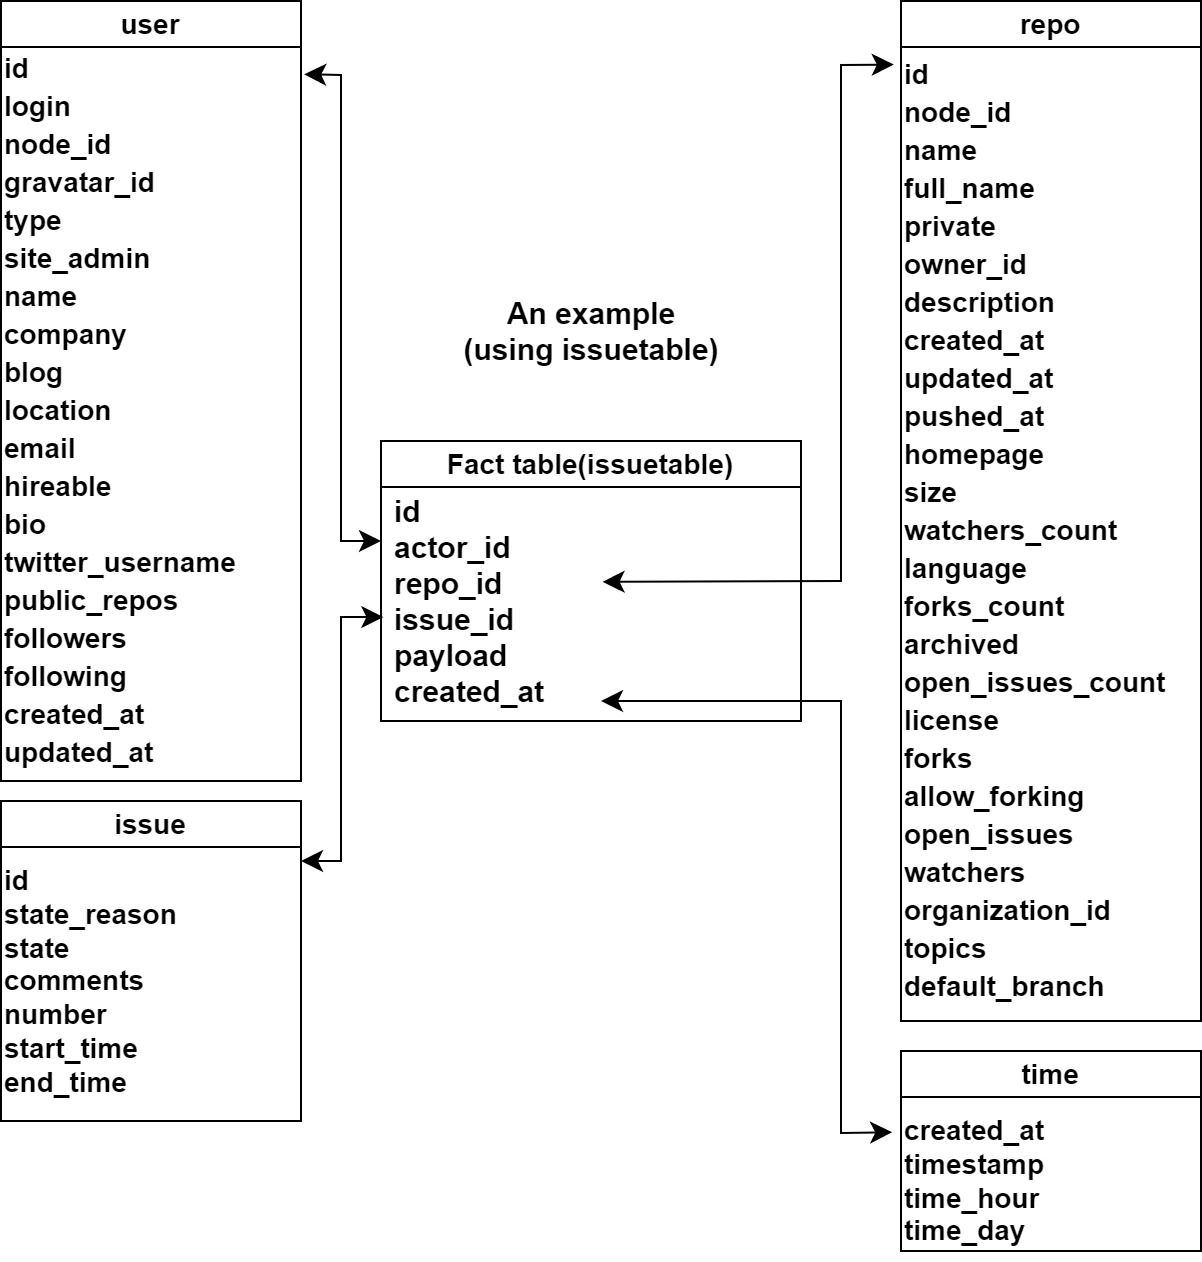 user
id
login
node_id
gravatar_id
type
site_admin
name
company
blog
location
email
hireable
bio
twitter_username
public_repos
followers
following
created_at
updated_at
issue
id
state_reason
state
comments
number
start_time
end_time
An example
(using issuetable)
Fact table(issuetable)
id
actor_id
repo_id
issue_id
payload
created_at
repo
id
node_id
name
full_name
private
owner_id
description
created_at
updated_at
pushed_at
homepage
size
watchers_count
language
forks_count
archived
open_issues_count
license
forks
allow_forking
open_issues
watchers
organization_id
topics
default_branch
time
created_at
timestamp
time_hour
time_day